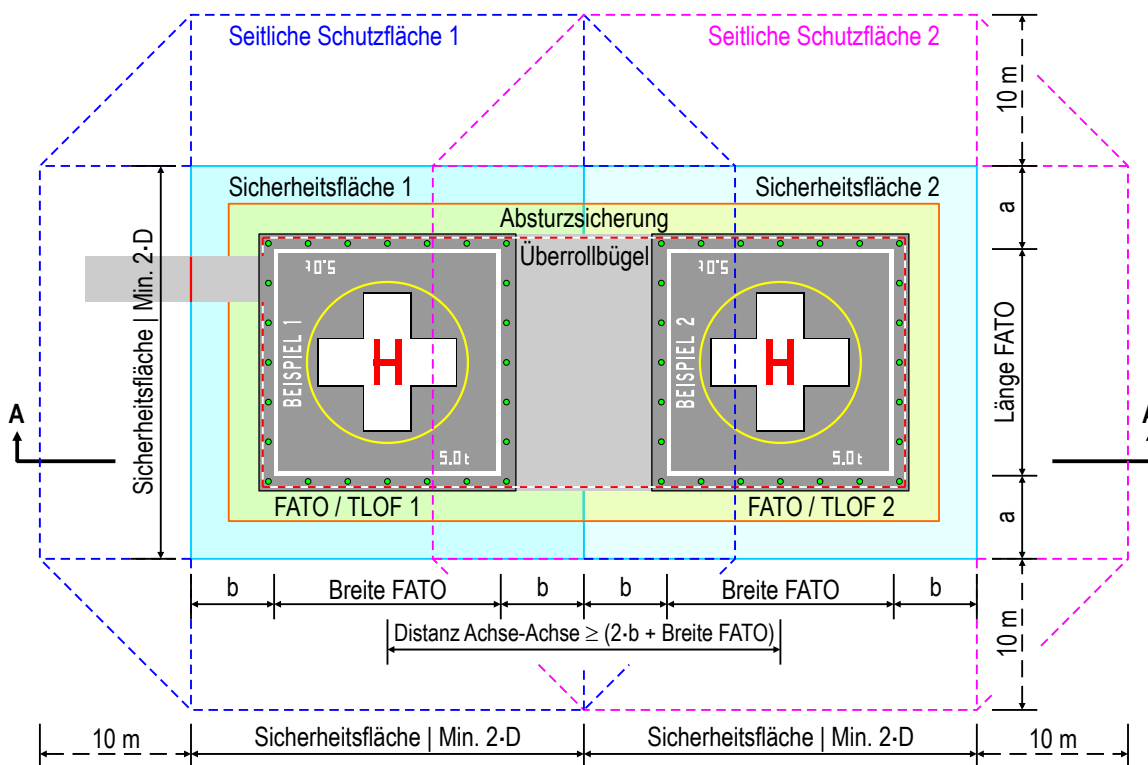 Seitliche Schutzfläche 1
Seitliche Schutzfläche 2
10 m
Sicherheitsfläche 1
Sicherheitsfläche 2
Absturzsicherung
Überrollbügel
a
5.0t
5.0t
Sicherheitsfläche | Min. 2·D
BEISPIEL 1
H
BEISPIEL 2
H
Länge FATO
A
A
5.0t
5.0t
FATO / TLOF 1
FATO / TLOF 2
a
b
Breite FATO
b
b
Breite FATO
b
Distanz Achse-Achse ≥ (2·b + Breite FATO)
10 m
10 m
Sicherheitsfläche | Min. 2·D
Sicherheitsfläche | Min. 2·D
10 m